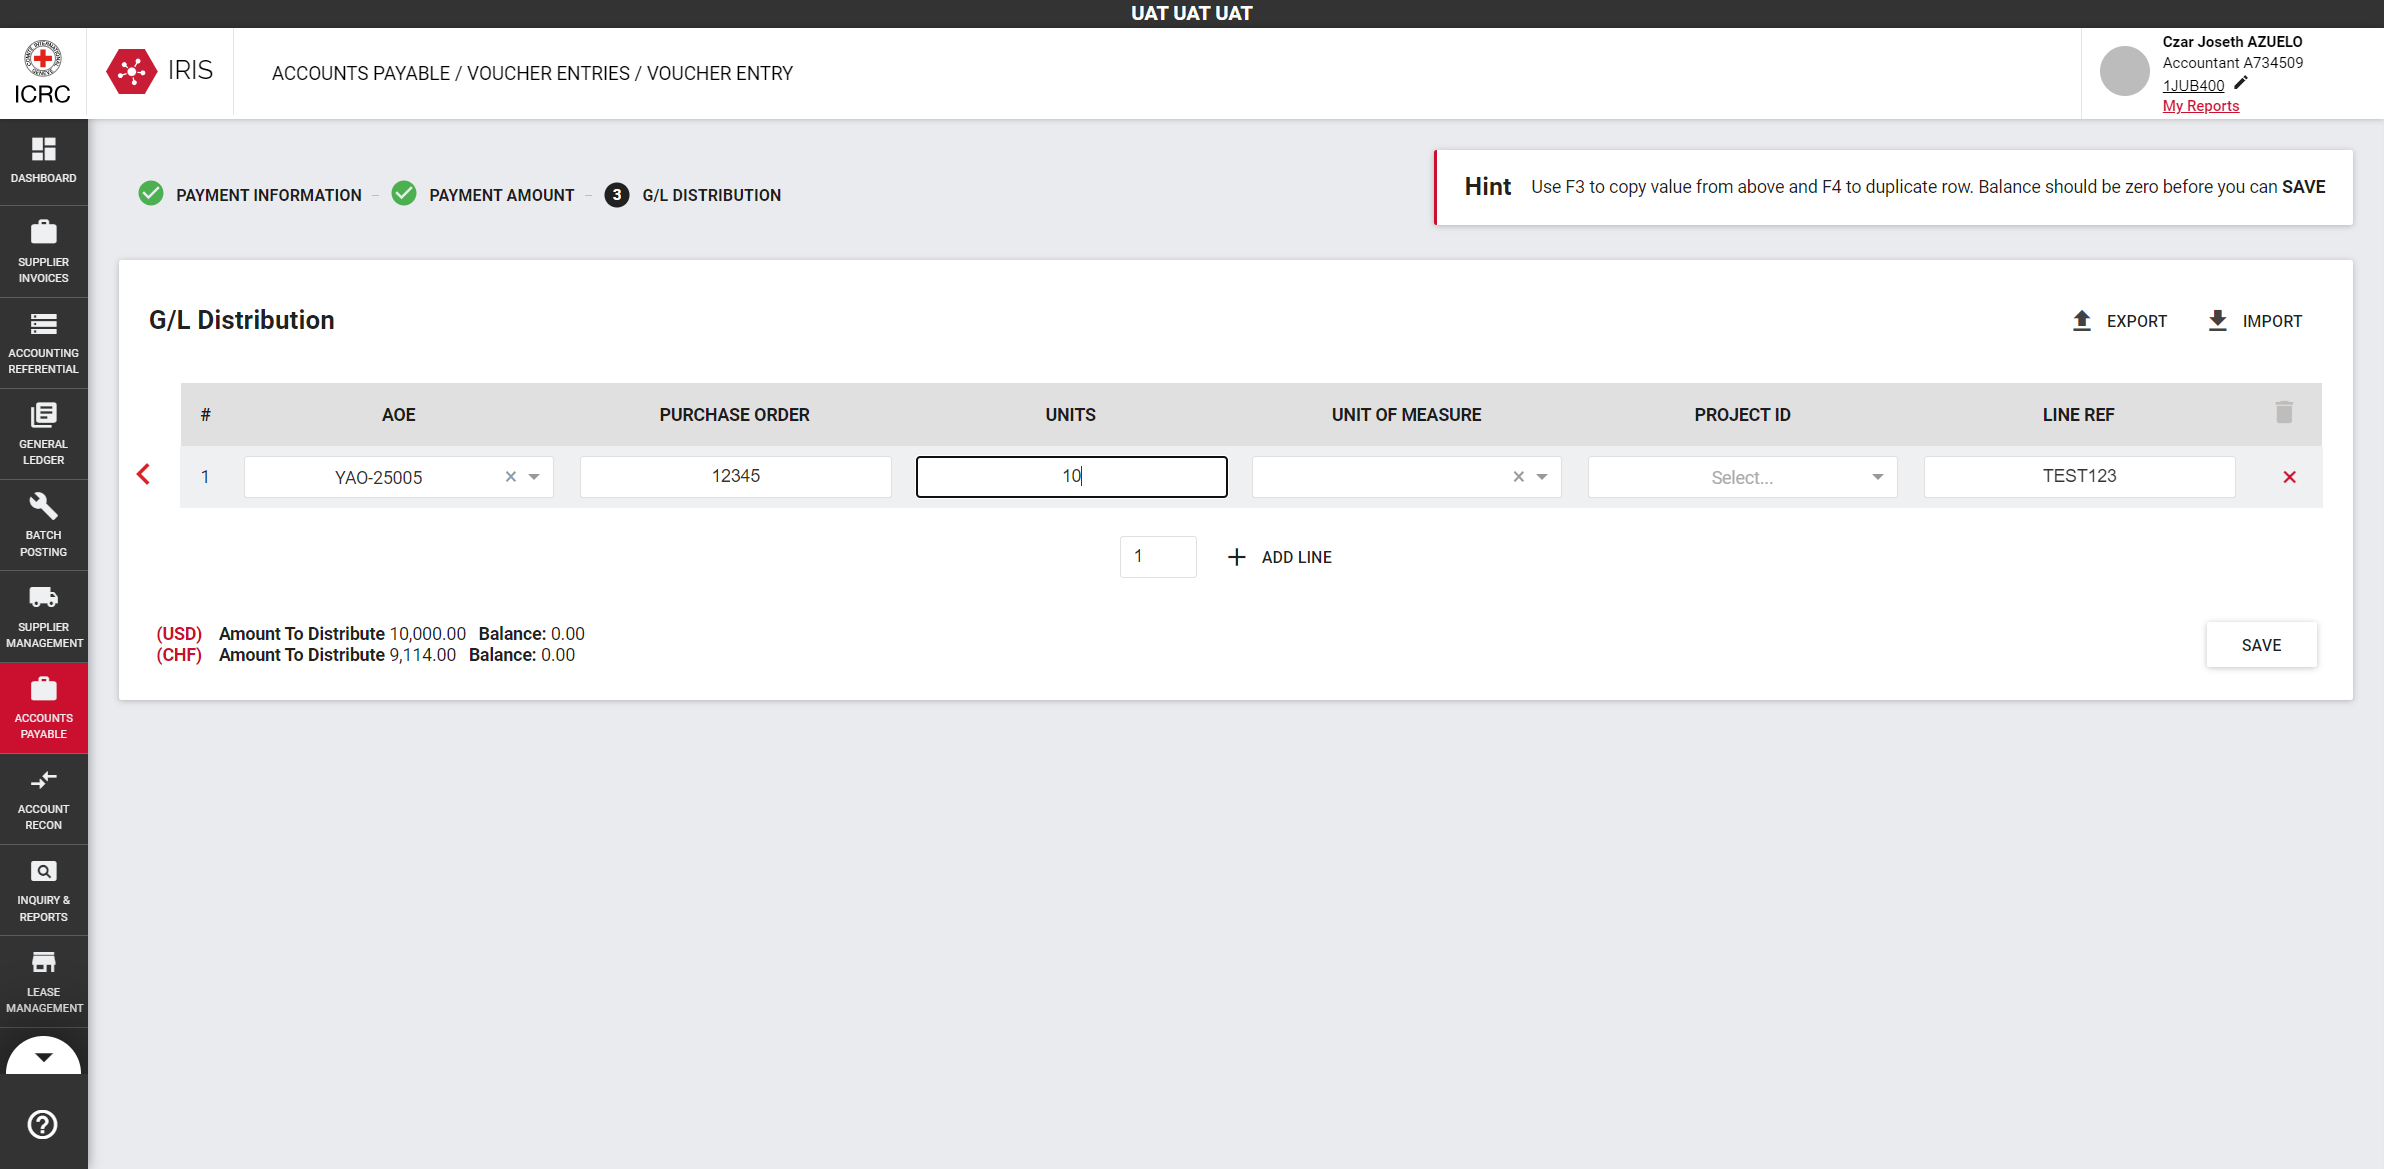 UAT UAT UAT
ICRC
IRIS
ACCOUNTS PAYABLE / VOUCHER ENTRIES / VOUCHER ENTRY
Czar Joseth AZUELO
Accountant A734509
1JUB400
My Reports
DASHBOARD
SUPPLIER
INVOICES
ACCOUNTING
REFERENTIAL
GENERAL
LEDGER
BATCH
POSTING
SUPPLIER
MANAGEMENT
ACCOUNTS
PAYABLE
ACCOUNT
RECON
INQUIRY &
REPORTS
LEASE
MANAGEMENT
PAYMENT INFORMATION – PAYMENT AMOUNT – 3 G/L DISTRIBUTION
Hint Use F3 to copy value from above and F4 to duplicate row. Balance should be zero before you can SAVE
G/L Distribution
EXPORT IMPORT
# AOE PURCHASE ORDER UNITS UNIT OF MEASURE PROJECT ID LINE REF
1 YAO-25005 12345 10 Select... TEST123
1 ADD LINE
(USD) Amount To Distribute 10,000.00 Balance: 0.00
(CHF) Amount To Distribute 9,114.00 Balance: 0.00
SAVE